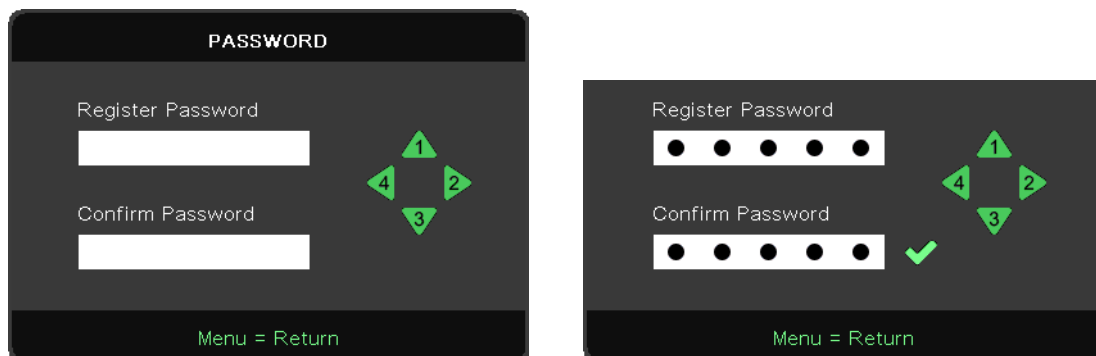 PASSWORD
Register Password
1
4 2
Confirm Password
3
Menu = Return
Register Password
1
4 2
Confirm Password
3
Menu = Return